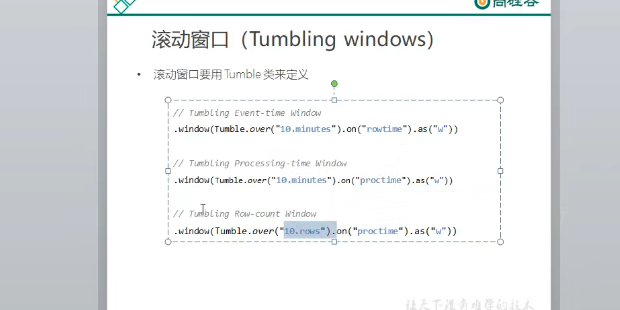 尚硅谷
滚动窗口（Tumbling windows）
• 滚动窗口要用 Tumble 类来定义
// Tumbling Event-time Window
.window(Tumble.over("10.minutes").on("rowtime").as("w"))
// Tumbling Processing-time Window
.window(Tumble.over("10.minutes").on("proctime").as("w"))
// Tumbling Row-count Window
.window(Tumble.over("10.rows").on("proctime").as("w"))
让天下没有难学的技术